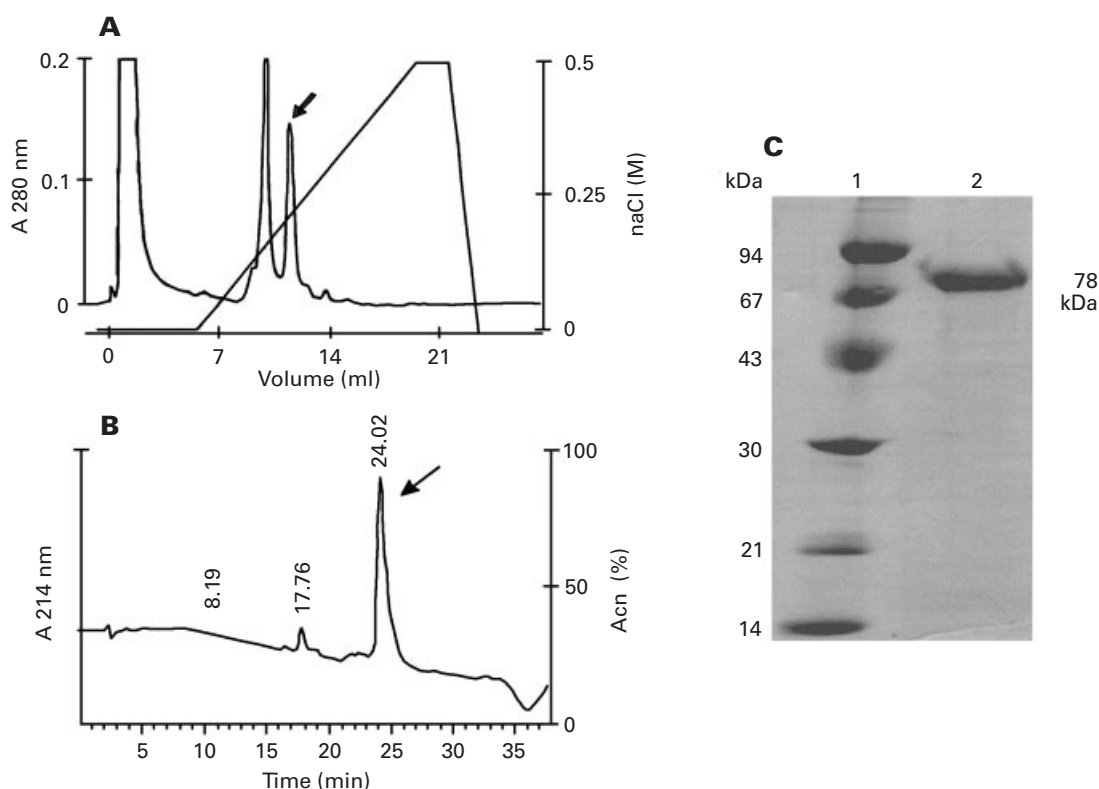 A
0.2
0.1
0
A 280 nm
0.5
0.25
0
naCl (M)
0 7 14 21
Volume (ml)
B
8.19
17.76
24.02
A 214 nm
100
50
0
Acn (%)
5 10 15 20 25 30 35
Time (min)
C
kDa 1 2
94
67
43
30
21
14
78
kDa